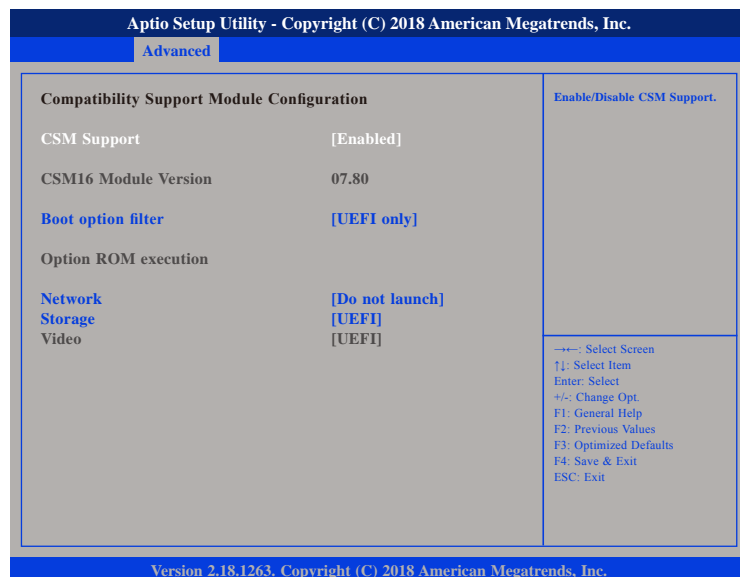 Aptio Setup Utility - Copyright (C) 2018 American Megatrends, Inc.
Advanced
Compatibility Support Module Configuration
CSM Support [Enabled]
CSM16 Module Version 07.80
Boot option filter [UEFI only]
Option ROM execution
Network [Do not launch]
Storage [UEFI]
Video [UEFI]
Enable/Disable CSM Support.
→←: Select Screen
↑↓: Select Item
Enter: Select
+/-: Change Opt.
F1: General Help
F2: Previous Values
F3: Optimized Defaults
F4: Save & Exit
ESC: Exit
Version 2.18.1263. Copyright (C) 2018 American Megatrends, Inc.